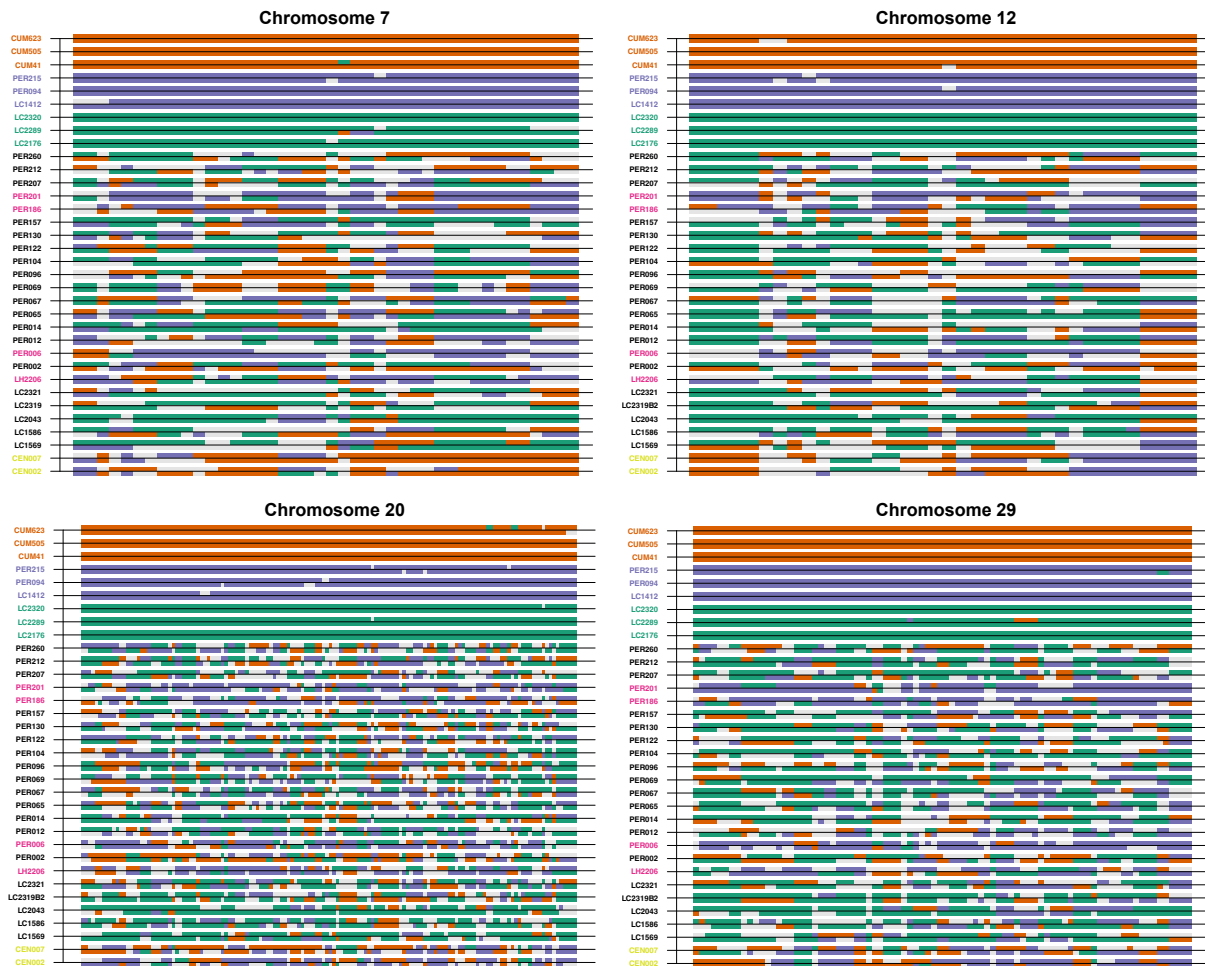 Chromosome 7
CUM623
CUM505
CUM41
PER215
PER094
LC1412
LC2320
LC2289
LC2176
PER260
PER212
PER207
PER201
PER186
PER157
PER130
PER122
PER104
PER096
PER069
PER067
PER065
PER014
PER012
PER006
PER002
LH2206
LC2321
LC2319
LC2043
LC1586
LC1569
CEN007
CEN002
Chromosome 12
CUM623
CUM505
CUM41
PER215
PER094
LC1412
LC2320
LC2289
LC2176
PER260
PER212
PER207
PER201
PER186
PER157
PER130
PER122
PER104
PER096
PER069
PER067
PER065
PER014
PER012
PER006
PER002
LH2206
LC2321
LC2319B2
LC2043
LC1586
LC1569
CEN007
CEN002
Chromosome 20
CUM623
CUM505
CUM41
PER215
PER094
LC1412
LC2320
LC2289
LC2176
PER260
PER212
PER207
PER201
PER186
PER157
PER130
PER122
PER104
PER096
PER069
PER067
PER065
PER014
PER012
PER006
PER002
LH2206
LC2321
LC2319B2
LC2043
LC1586
LC1569
CEN007
CEN002
Chromosome 29
CUM623
CUM505
CUM41
PER215
PER094
LC1412
LC2320
LC2289
LC2176
PER260
PER212
PER207
PER201
PER186
PER157
PER130
PER122
PER104
PER096
PER069
PER067
PER065
PER014
PER012
PER006
PER002
LH2206
LC2321
LC2319B2
LC2043
LC1586
LC1569
CEN007
CEN002